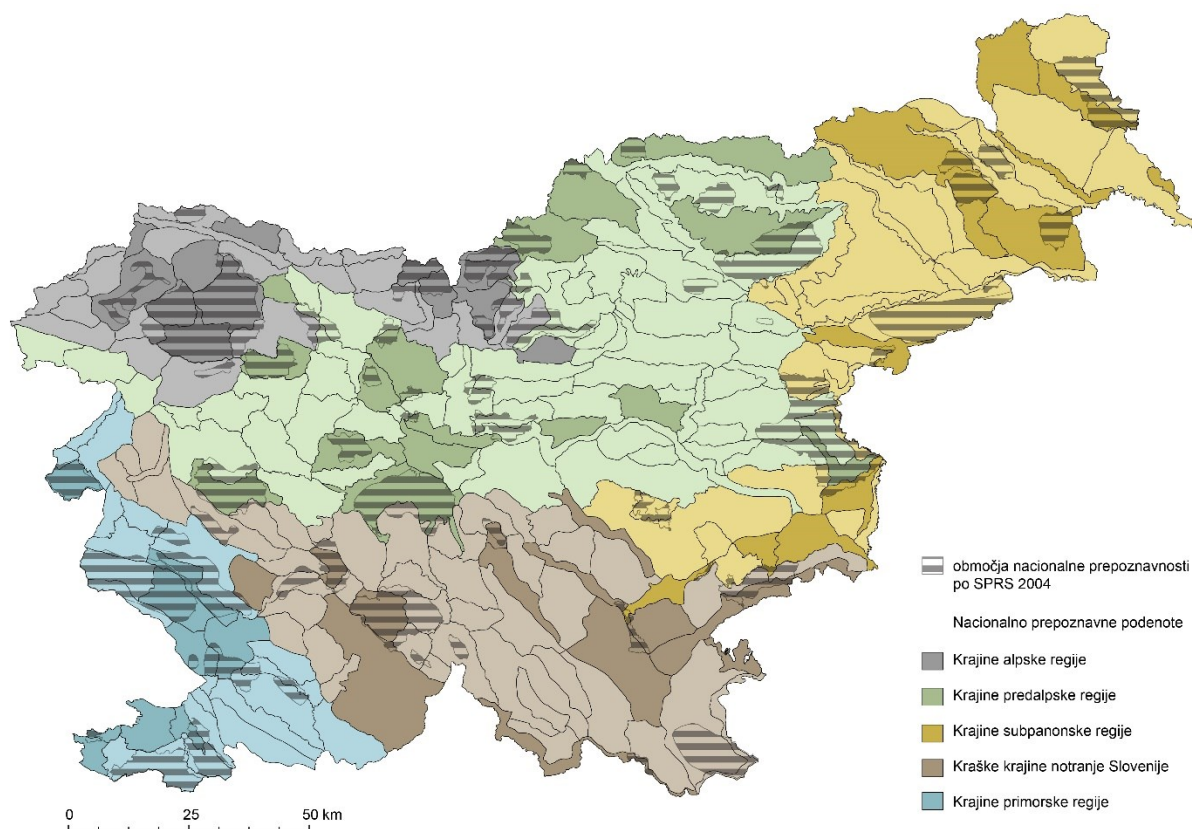 območja nacionalne prepoznavnosti
po SPRS 2004
Nacionalno prepoznavne podenote
Krajine alpske regije
Krajine predalpske regije
Krajine subpanonske regije
Kraške krajine notranje Slovenije
Krajine primorske regije
0 25 50 km